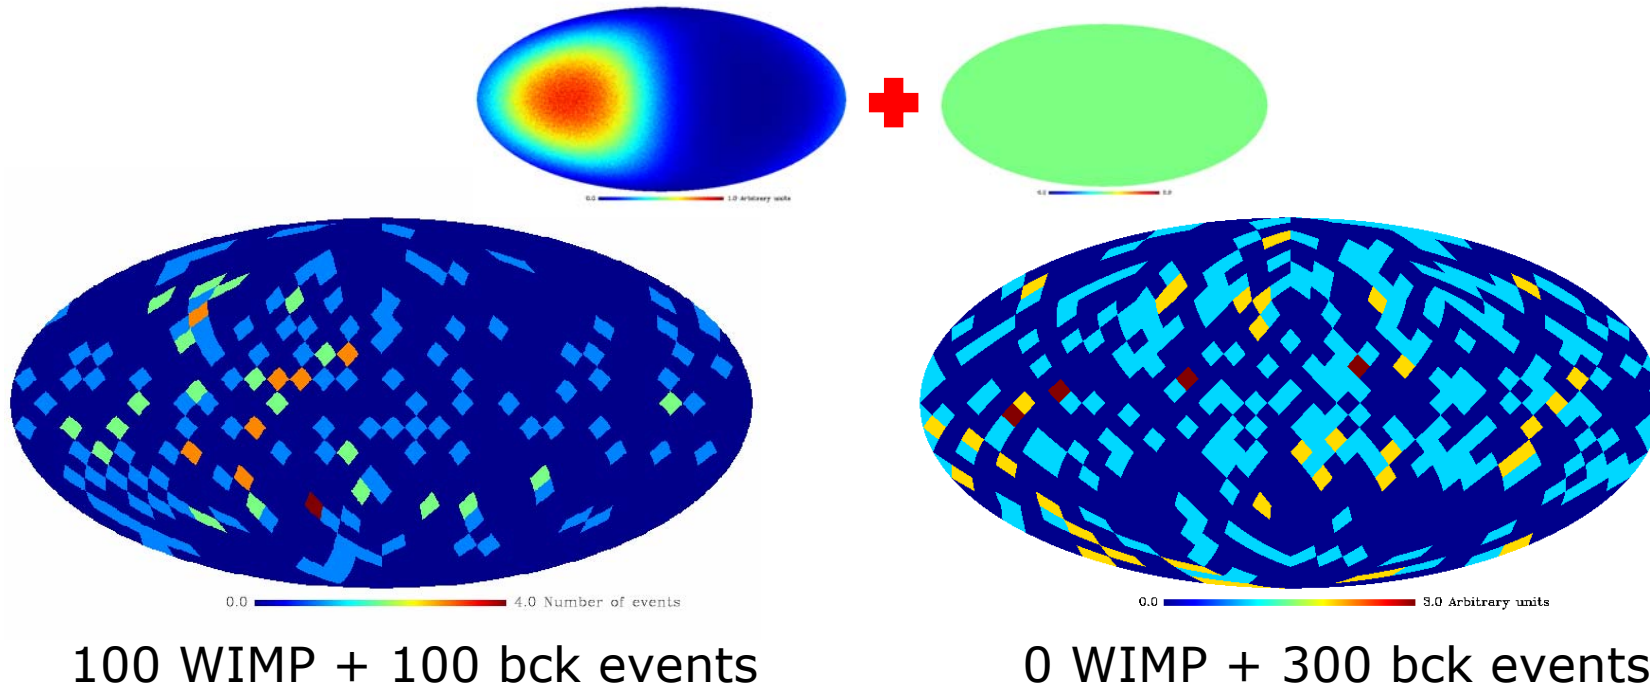 0.0 1.0 Arbitrary units
0.0 4.0 Number of events
0.0 3.0 Arbitrary units
100 WIMP + 100 bck events
0 WIMP + 300 bck events